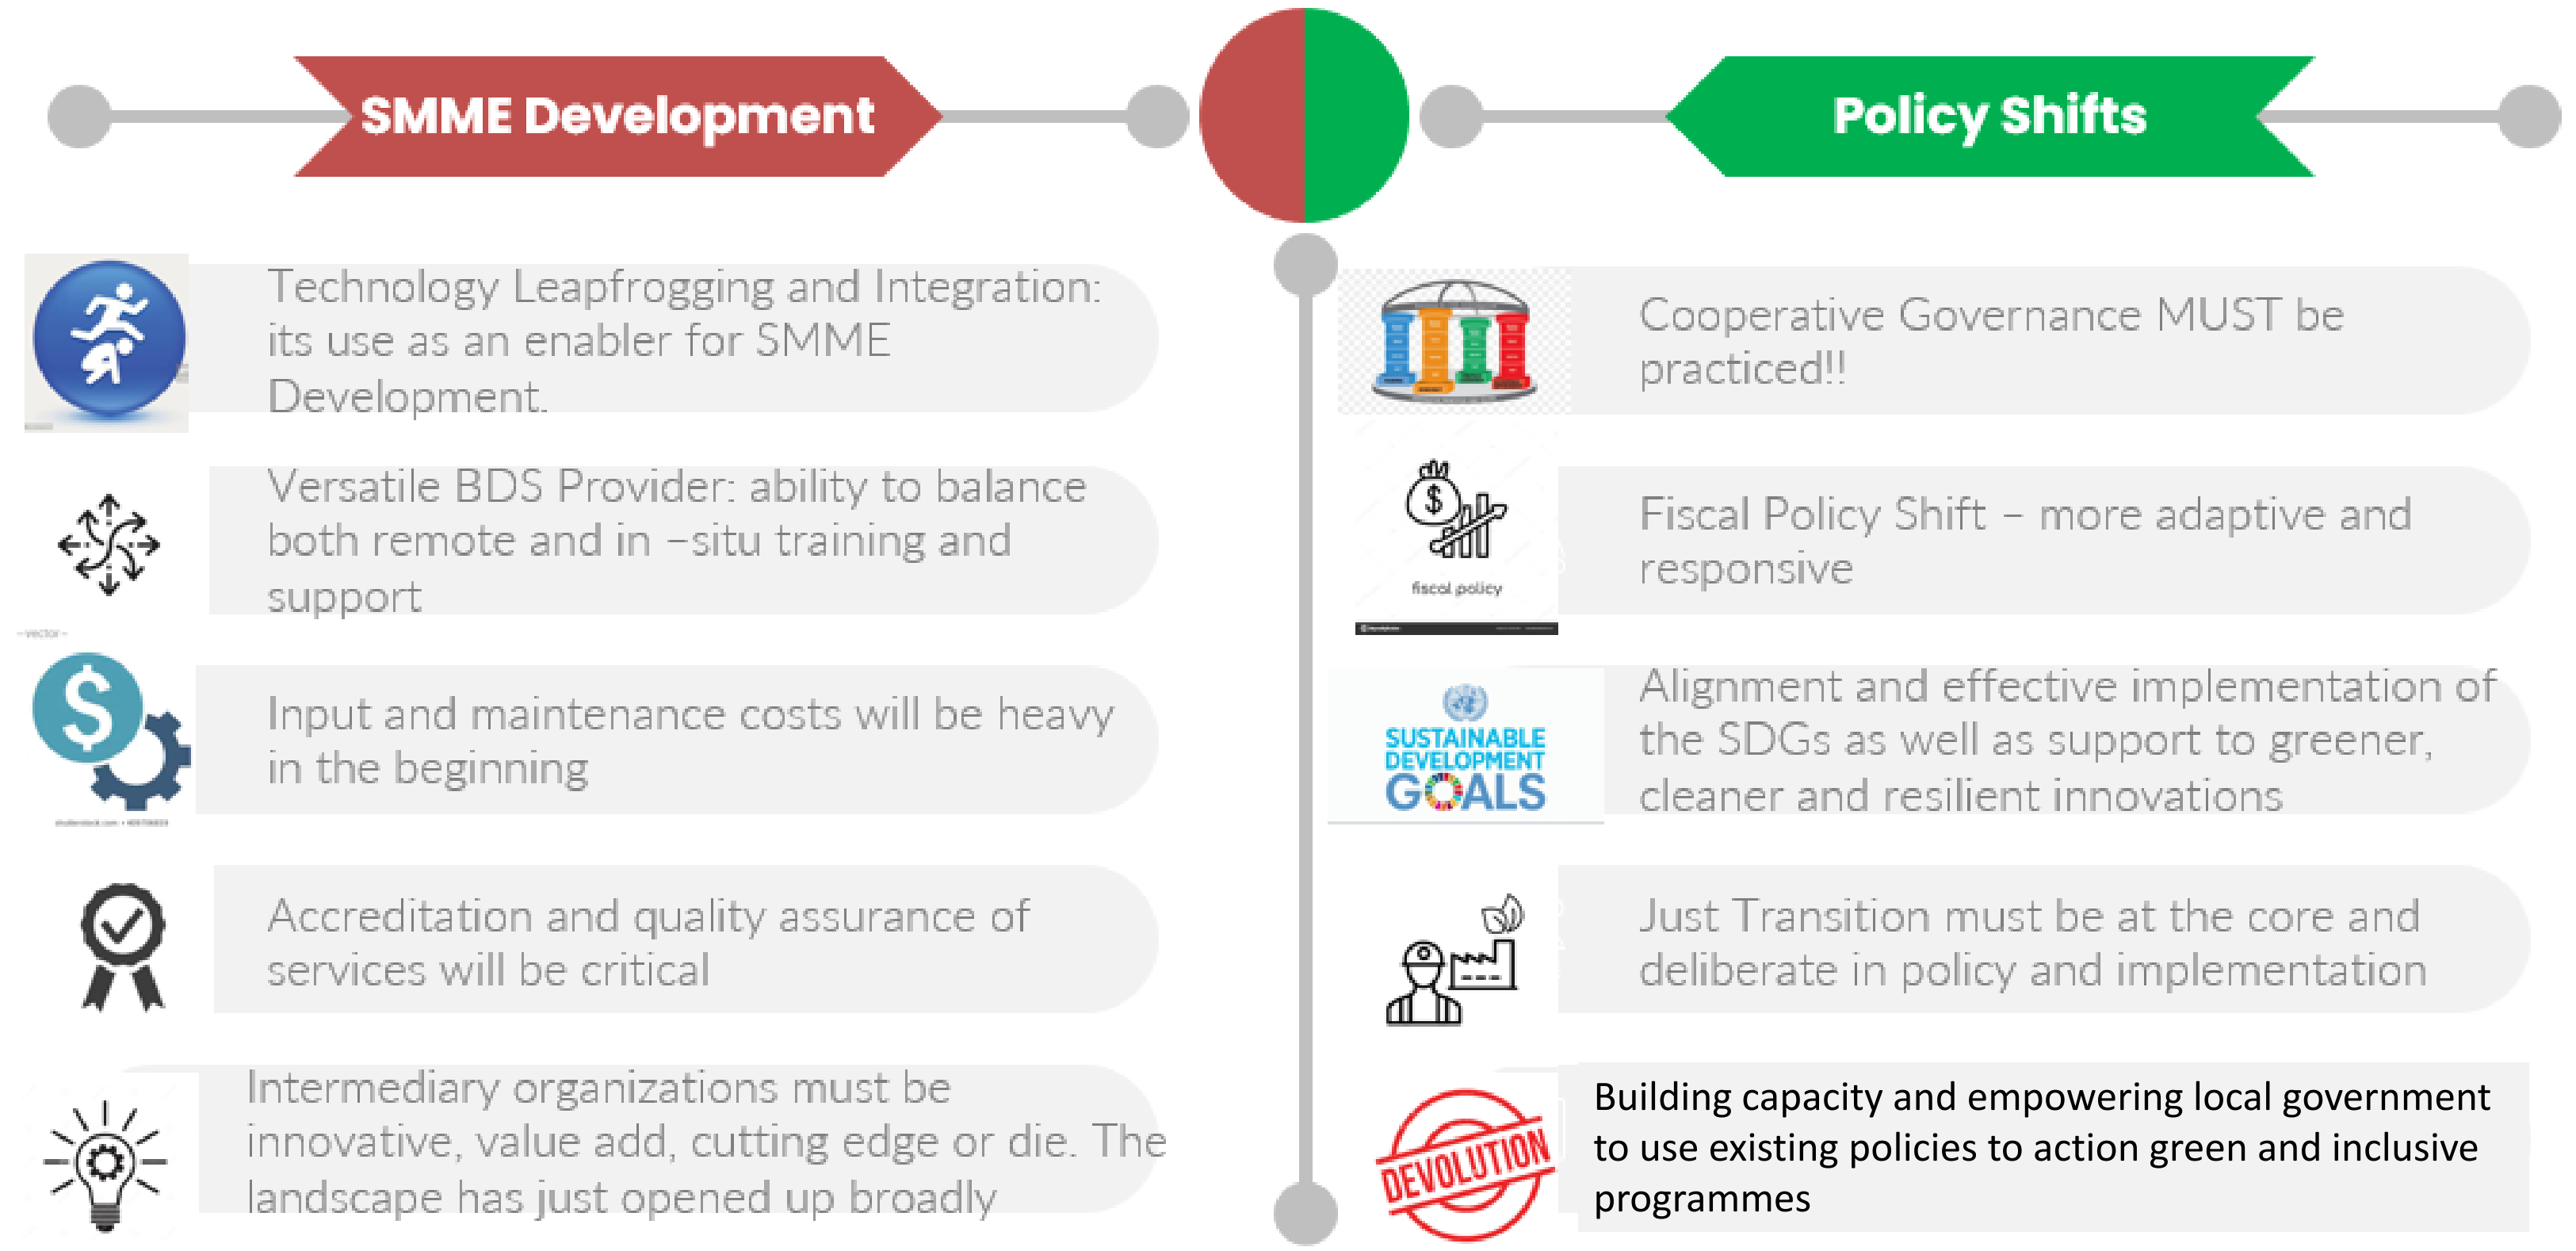 SMME Development
Technology Leapfrogging and Integration:
its use as an enabler for SMME
Development.
Versatile BDS Provider: ability to balance
both remote and in –situ training and
support
–vector–
Input and maintenance costs will be heavy
in the beginning
Accreditation and quality assurance of
services will be critical
Intermediary organizations must be
innovative, value add, cutting edge or die. The
landscape has just opened up broadly
Policy Shifts
Cooperative Governance MUST be
practiced!!
Fiscal Policy Shift – more adaptive and
responsive
fiscal policy
Alignment and effective implementation of
the SDGs as well as support to greener,
cleaner and resilient innovations
SUSTAINABLE
DEVELOPMENT
GOALS
Just Transition must be at the core and
deliberate in policy and implementation
Building capacity and empowering local government
to use existing policies to action green and inclusive
programmes
DEVOLUTION